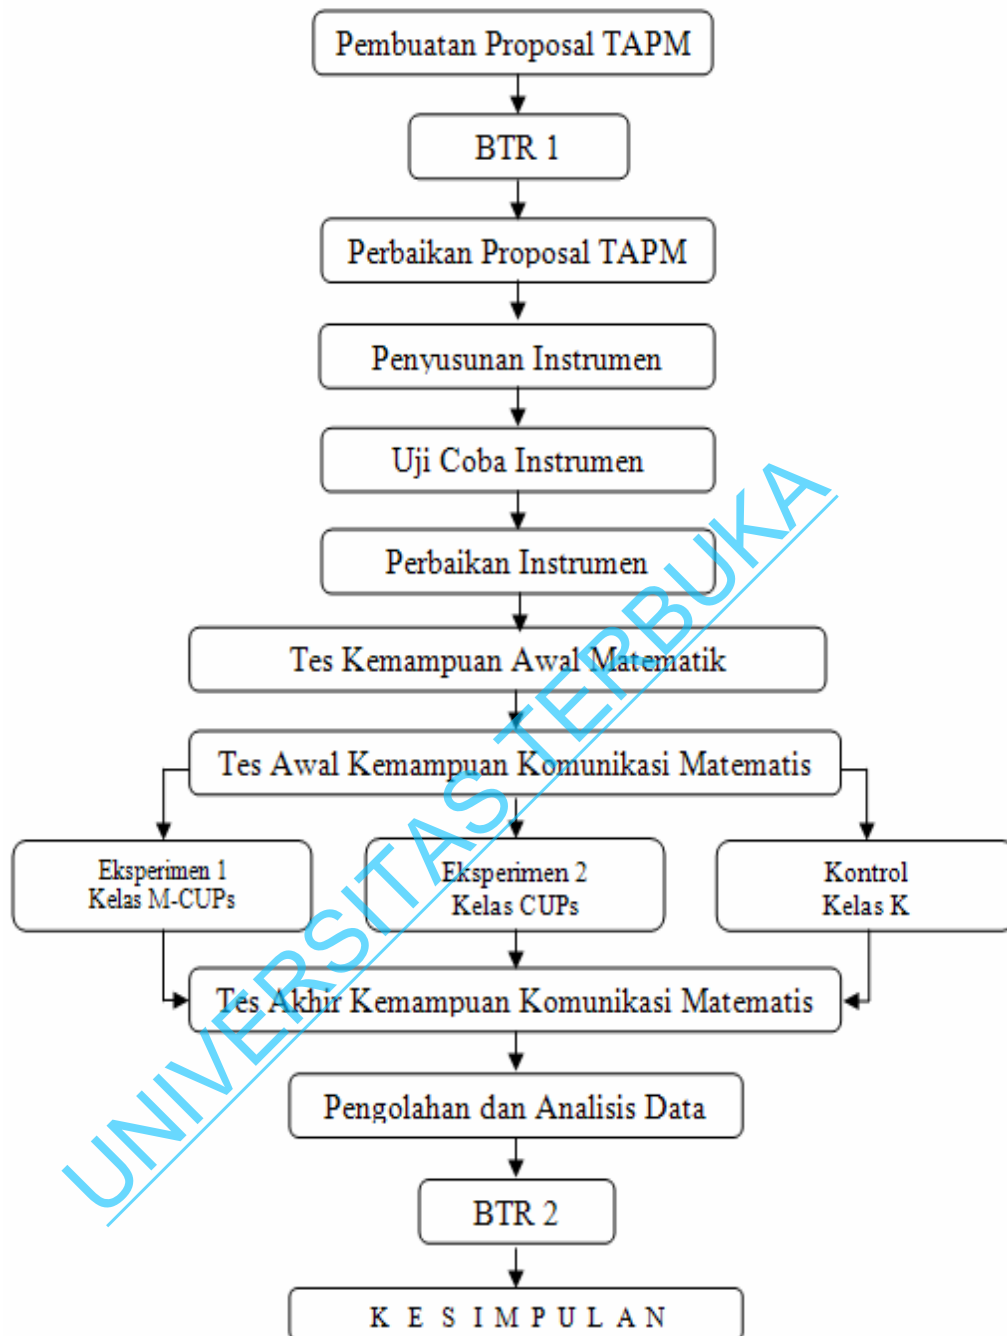 Pembuatan Proposal TAPM
BTR 1
Perbaikan Proposal TAPM
Penyusunan Instrumen
Uji Coba Instrumen
Perbaikan Instrumen
Tes Kemampuan Awal Matematik
Tes Awal Kemampuan Komunikasi Matematis
Eksperimen 1
Kelas M-CUPs
Eksperimen 2
Kelas CUPs
Kontrol
Kelas K
Tes Akhir Kemampuan Komunikasi Matematis
Pengolahan dan Analisis Data
BTR 2
K E S I M P U L A N
UNIVERSITAS TERBUKA